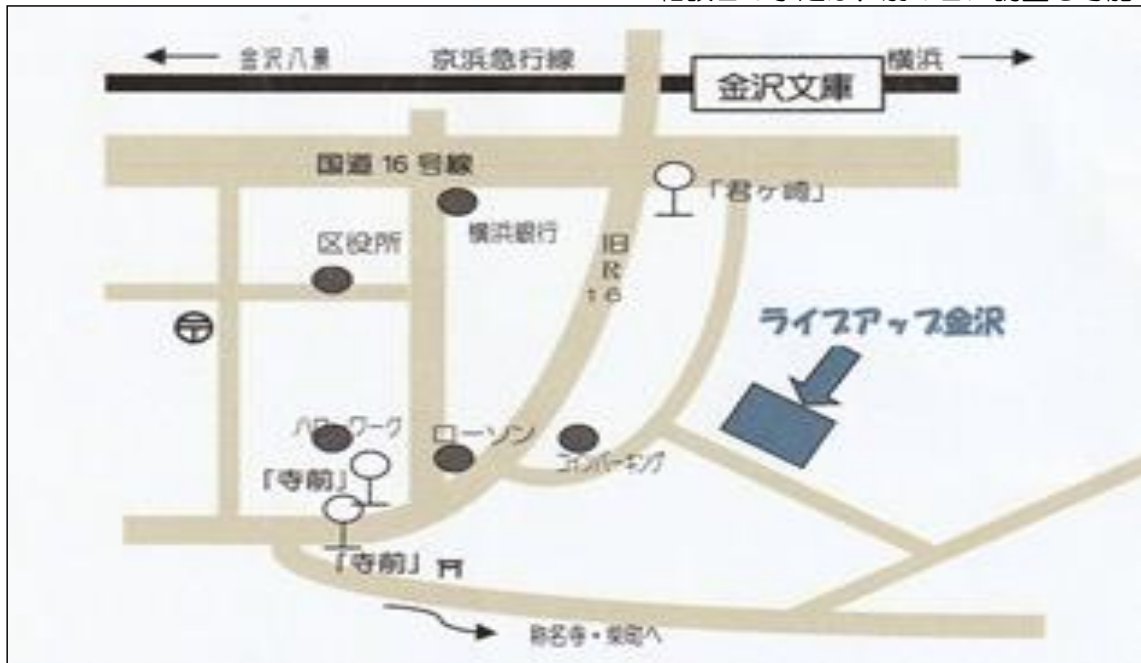 金沢八景
京浜急行線
金沢文庫
横浜
国道16号線
「君ヶ崎」
横浜銀行
区役所
旧R16
ライブアップ金沢
ハローワーク
ローソン
コインパーキング
「寺前」
「寺前」
称名寺・柴町へ